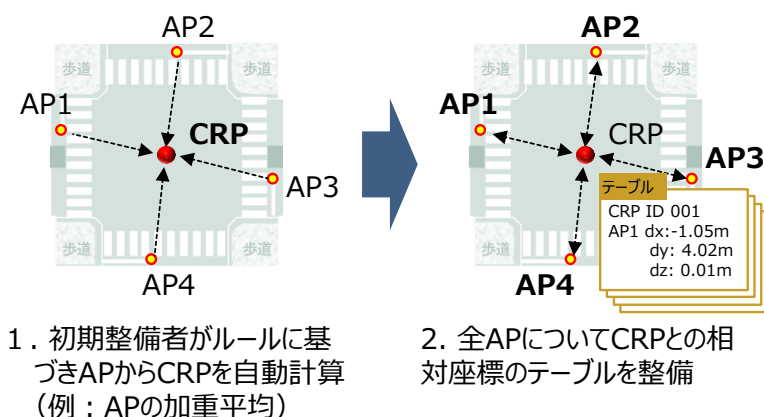 AP2
歩道 歩道
AP1
CRP
AP3
歩道 歩道
AP4
1. 初期整備者がルールに基
づきAPからCRPを自動計算
(例：APの加重平均)
AP2
歩道 歩道
AP1
CRP
AP3
テーブル
CRP ID 001
AP1 dx:-1.05m
dy: 4.02m
dz: 0.01m
歩道
AP4
2. 全APについてCRPとの相
対座標のテーブルを整備